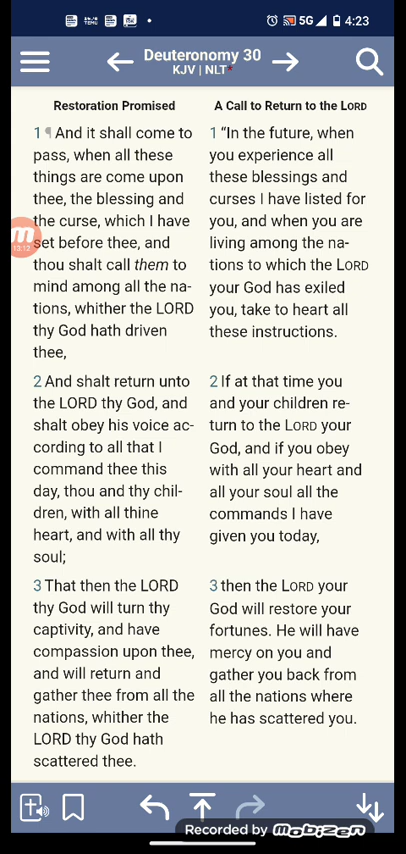 5G 4:23
Deuteronomy 30
KJV | NLT*
Restoration Promised
1 ¶ And it shall come to
pass, when all these
things are come upon
thee, the blessing and
the curse, which I have
set before thee, and
thou shalt call them to
mind among all the na-
tions, whither the LORD
thy God hath driven
thee,
2 And shalt return unto
the LORD thy God, and
shalt obey his voice ac-
cording to all that I
command thee this
day, thou and thy chil-
dren, with all thine
heart, and with all thy
soul;
3 That then the LORD
thy God will turn thy
captivity, and have
compassion upon thee,
and will return and
gather thee from all the
nations, whither the
LORD thy God hath
scattered thee.
A Call to Return to the LORD
1 “In the future, when
you experience all
these blessings and
curses I have listed for
you, and when you are
living among the na-
tions to which the LORD
your God has exiled
you, take to heart all
these instructions.
2 If at that time you
and your children re-
turn to the LORD your
God, and if you obey
with all your heart and
all your soul all the
commands I have
given you today,
3 then the LORD your
God will restore your
fortunes. He will have
mercy on you and
gather you back from
all the nations where
he has scattered you.
m
13:12
Recorded by mobizen